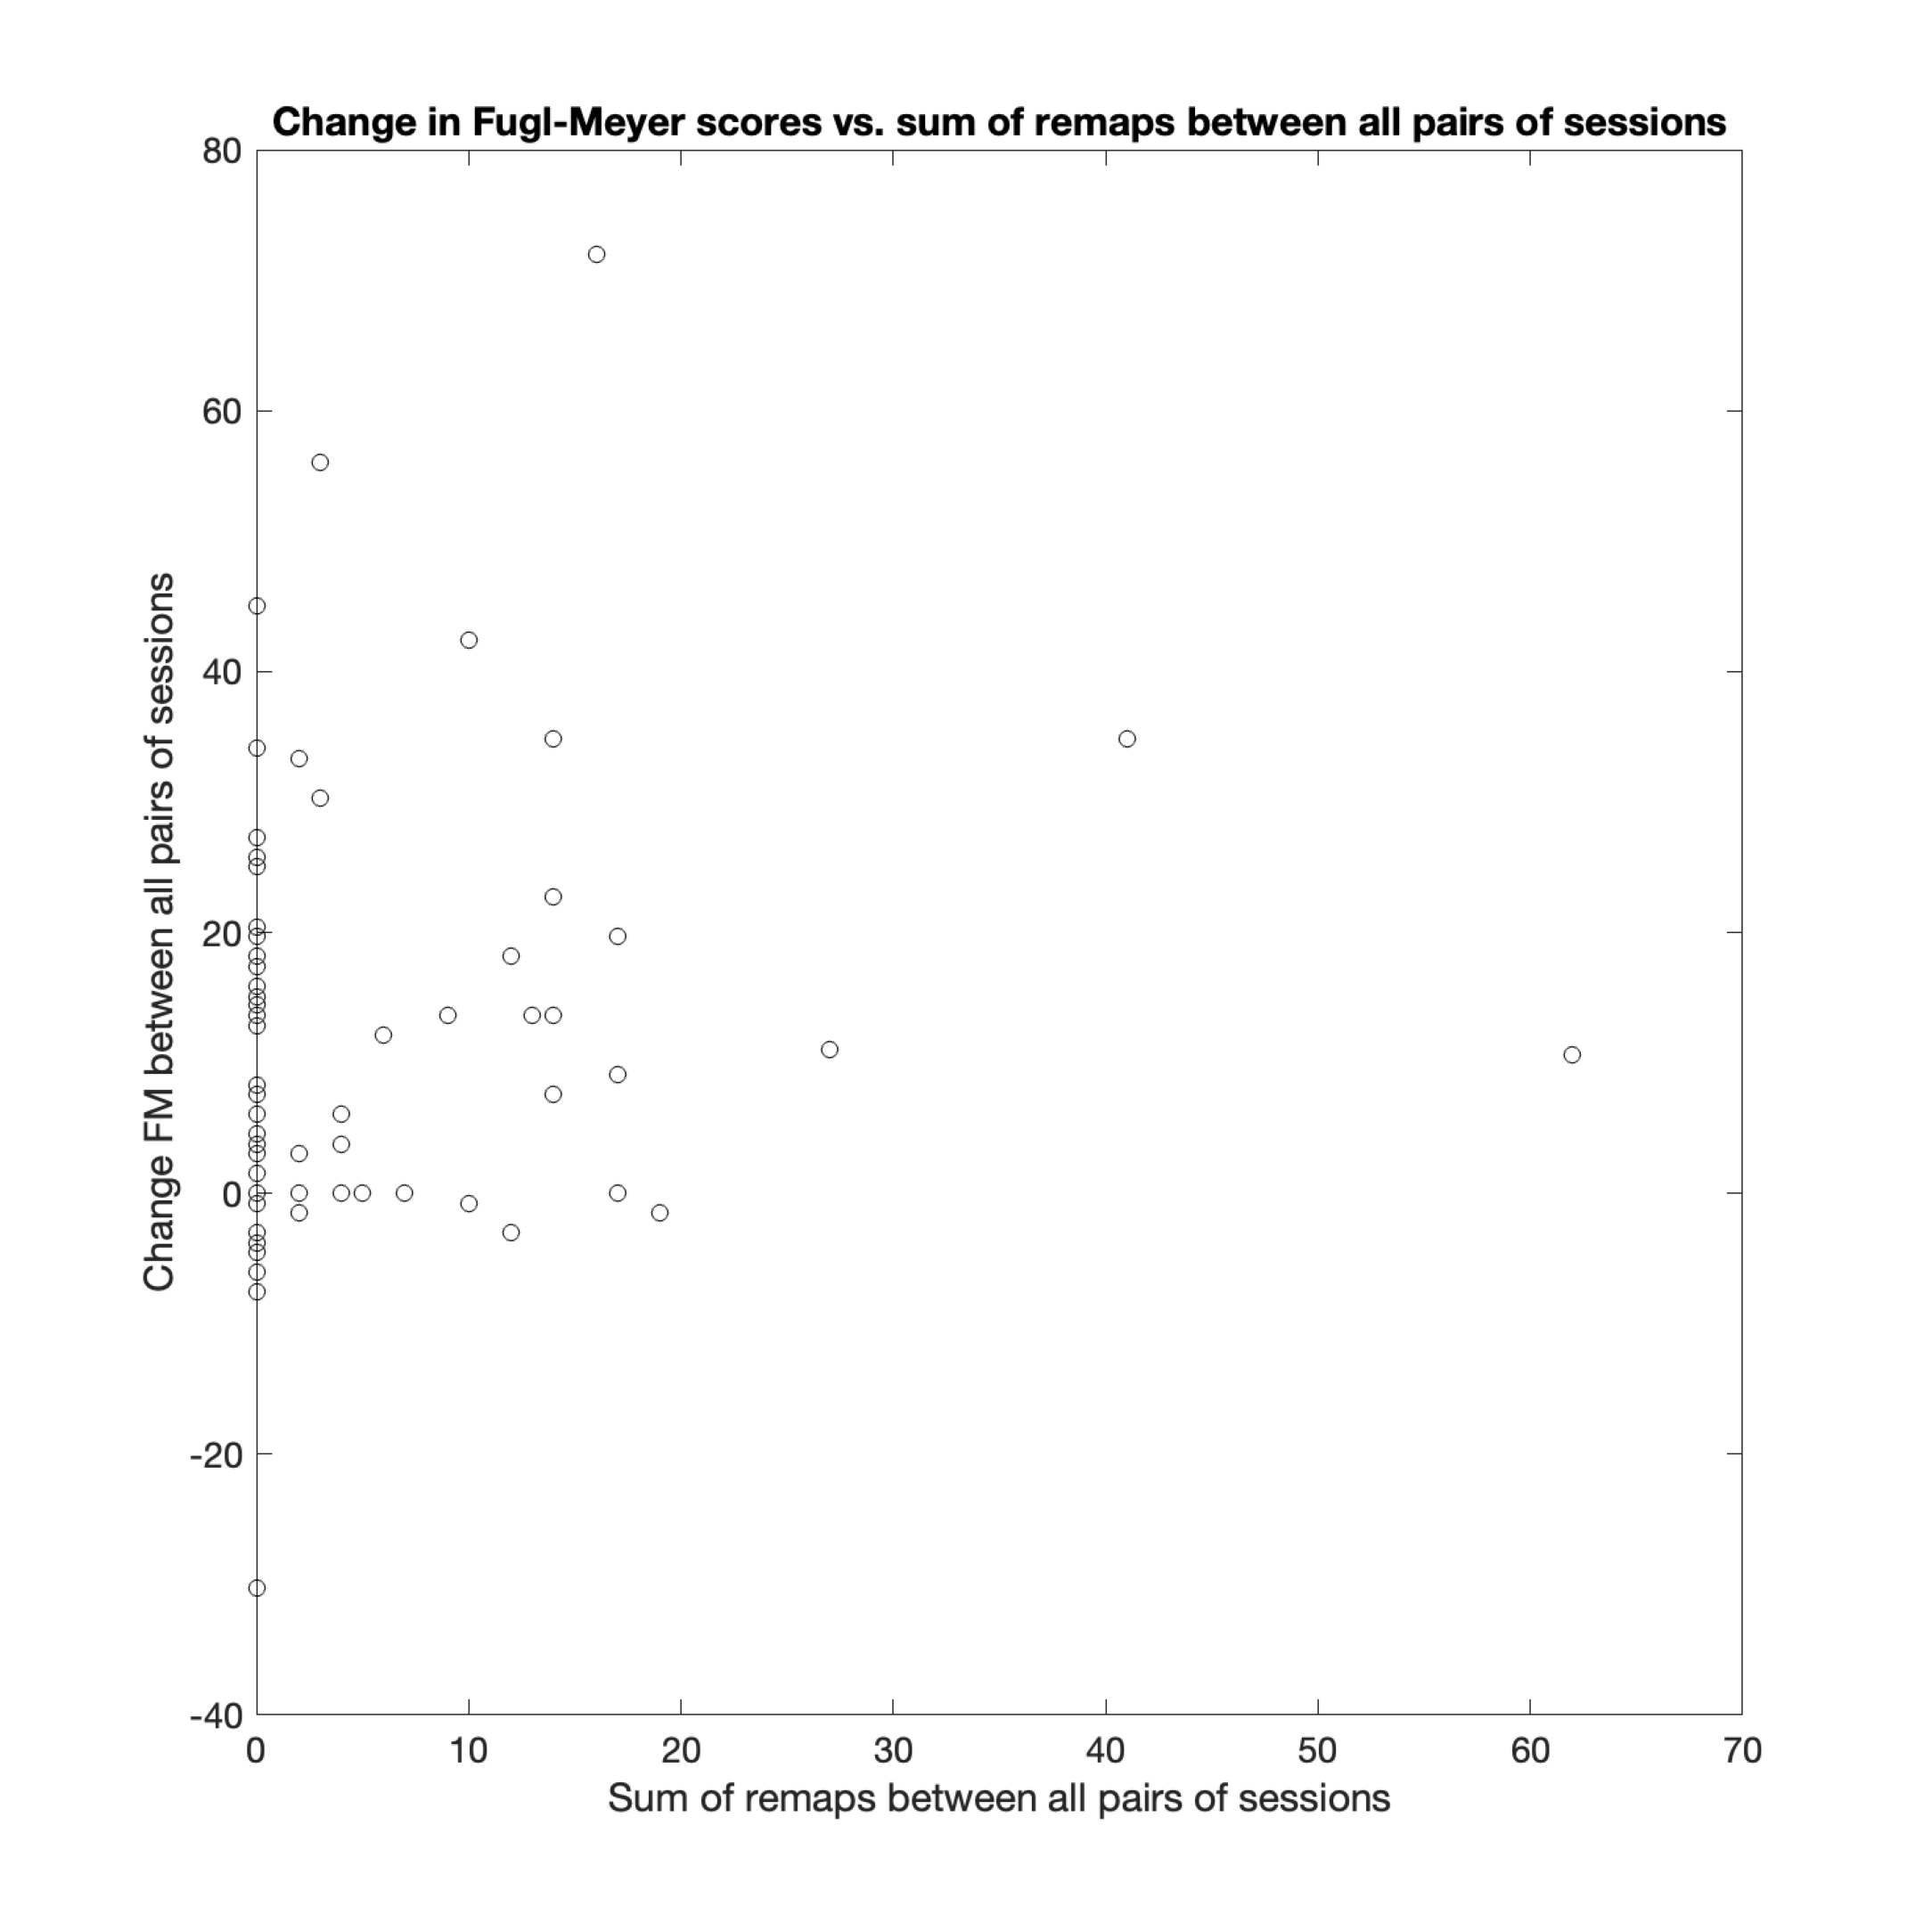 Change in Fugl-Meyer scores vs. sum of remaps between all pairs of sessions
80
60
40
20
0
-20
-40
Change FM between all pairs of sessions
0 10 20 30 40 50 60 70
Sum of remaps between all pairs of sessions